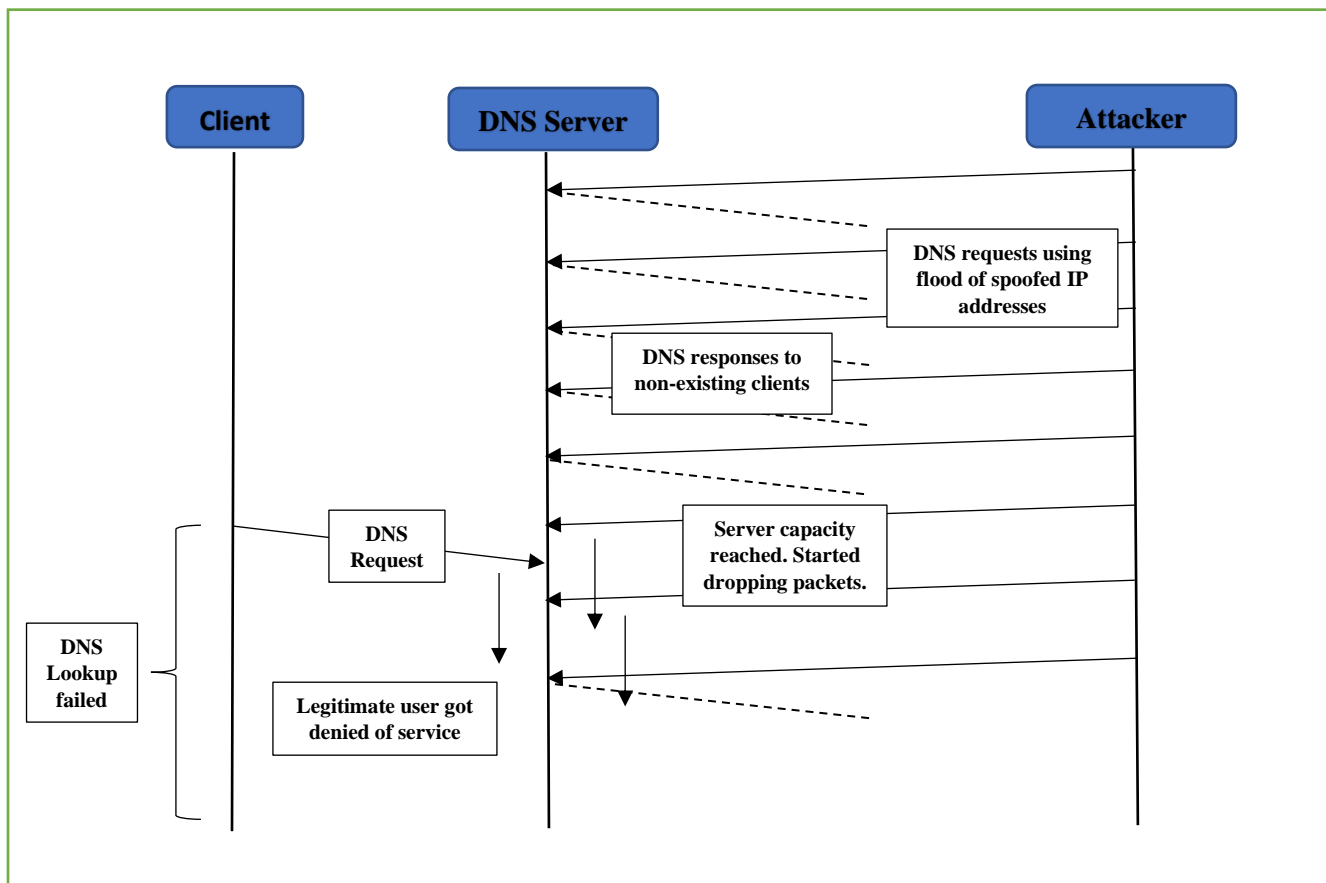 Client
DNS Server
Attacker
DNS requests using
flood of spoofed IP
addresses
DNS responses to
non-existing clients
Server capacity
reached. Started
dropping packets.
DNS
Request
DNS
Lookup
failed
Legitimate user got
denied of service